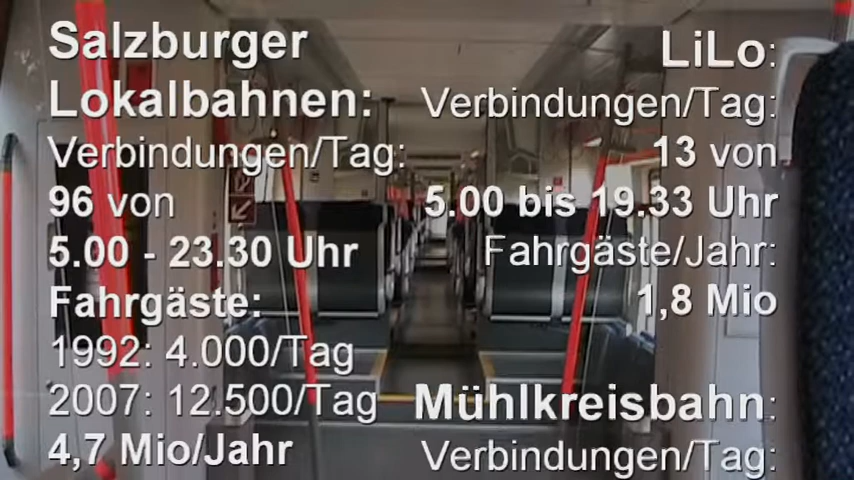 Salzburger
Lokalbahnen:
Verbindungen/Tag:
96 von
5.00 - 23.30 Uhr
Fahrgäste:
1992: 4.000/Tag
2007: 12.500/Tag
4,7 Mio/Jahr
LiLo:
Verbindungen/Tag:
13 von
5.00 bis 19.33 Uhr
Fahrgäste/Jahr:
1,8 Mio
Mühlkreisbahn:
Verbindungen/Tag: